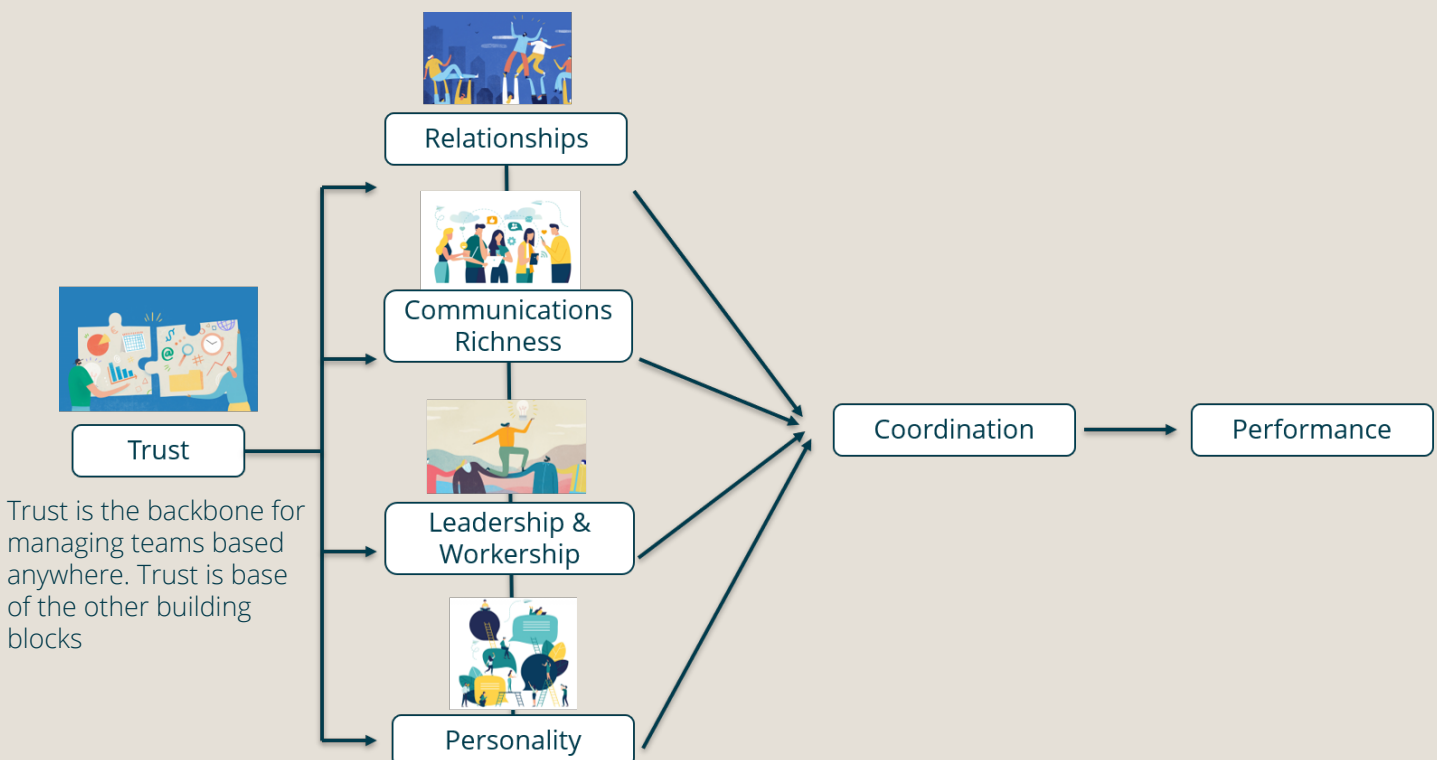 Relationships
Communications
Richness
Trust
Trust is the backbone for
managing teams based
anywhere. Trust is base
of the other building
blocks
Leadership &
Workership
Personality
Coordination
Performance